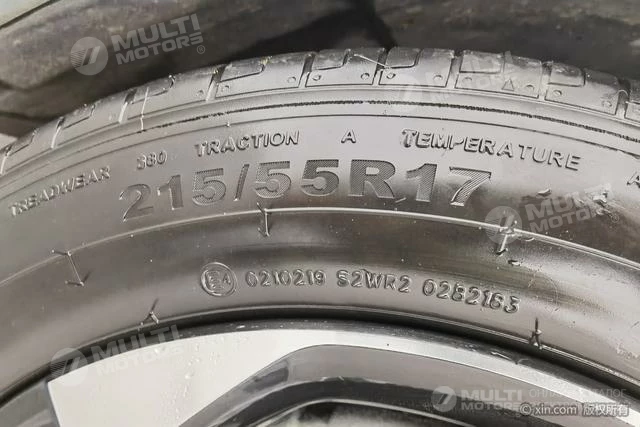 MULTI
MOTORS
TREADWEAR 380 TRACTION A TEMPERATURE A
215/55R17
MULTI
MOTORS
E4 0210219 S2WR2 0282163
MULTI
MOTORS
MULTI
MOTORS
©xin.com 版权所有